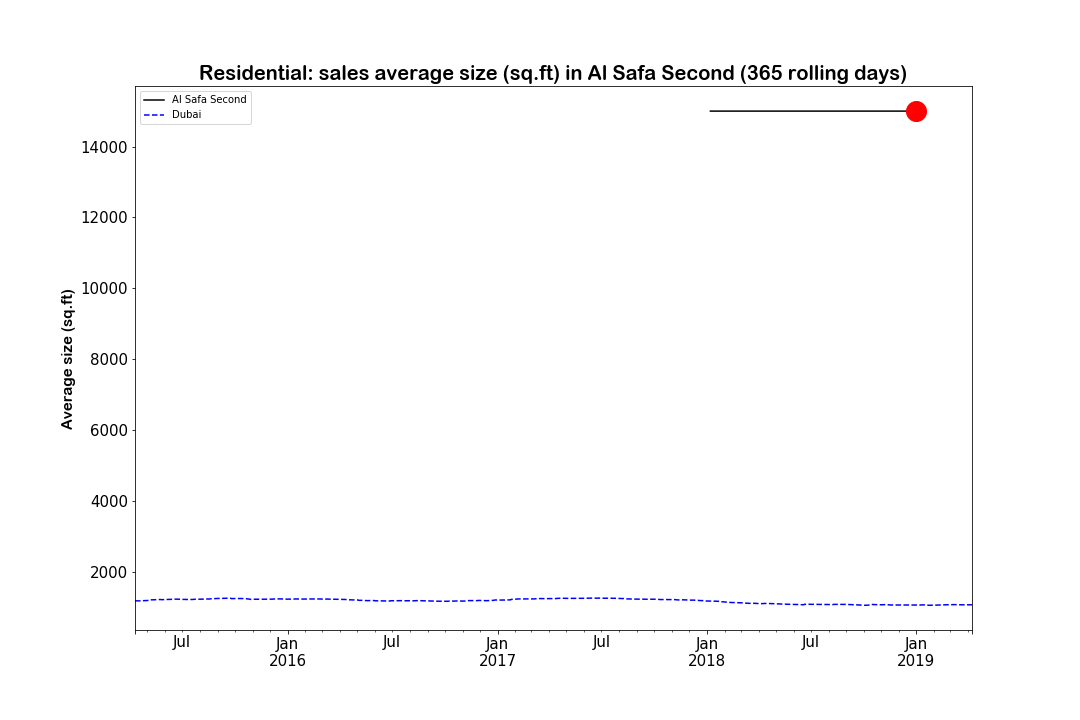 Residential: sales average size (sq.ft) in Al Safa Second (365 rolling days)
Al Safa Second
Dubai
Average size (sq.ft)
14000
12000
10000
8000
6000
4000
2000
Jul Jan Jul Jan Jul Jan Jul Jan
2016 2017 2018 2019